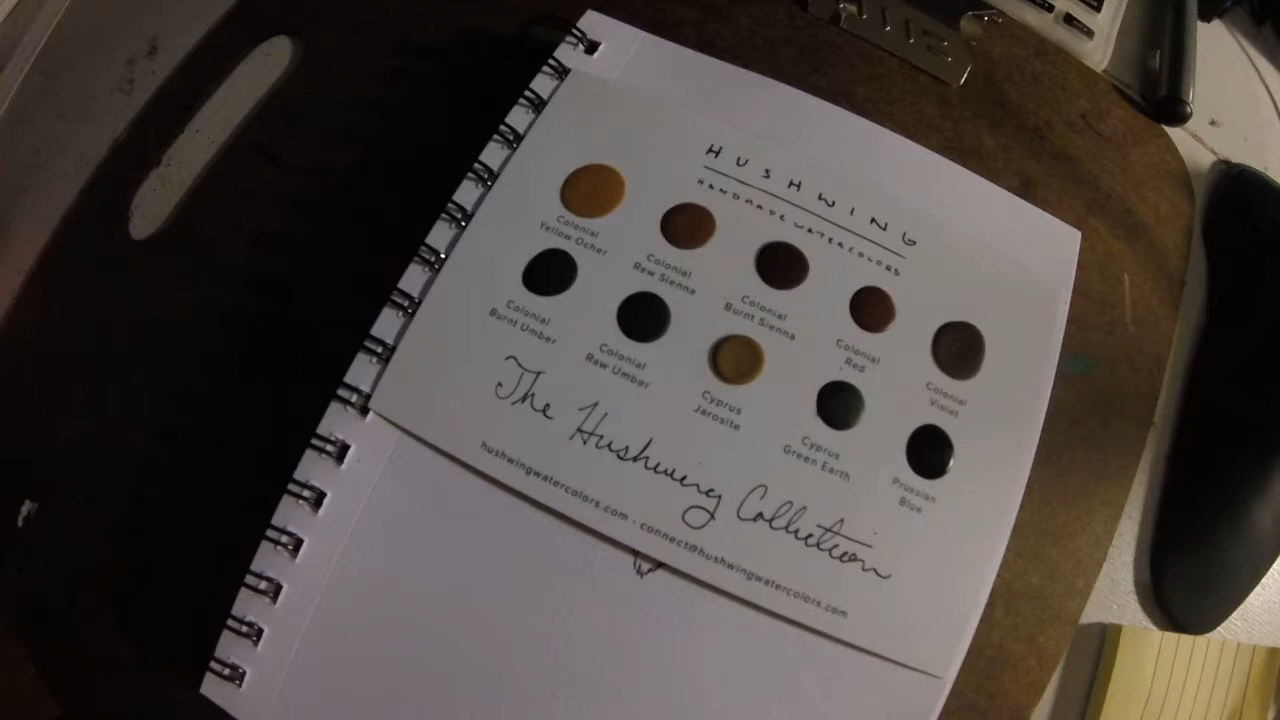 HUSHWING
HANDMADE WATERCOLORS
Colonial
Yellow Ocher
Colonial
Raw Sienna
Colonial
Burnt Sienna
Colonial
Red
Colonial
Violet
Colonial
Burnt Umber
Colonial
Raw Umber
Cyprus
Jarosite
Cyprus
Green Earth
Prussian
Blue
The Hushwing Collection
hushwingwatercolors.com - connect@hushwingwatercolors.com